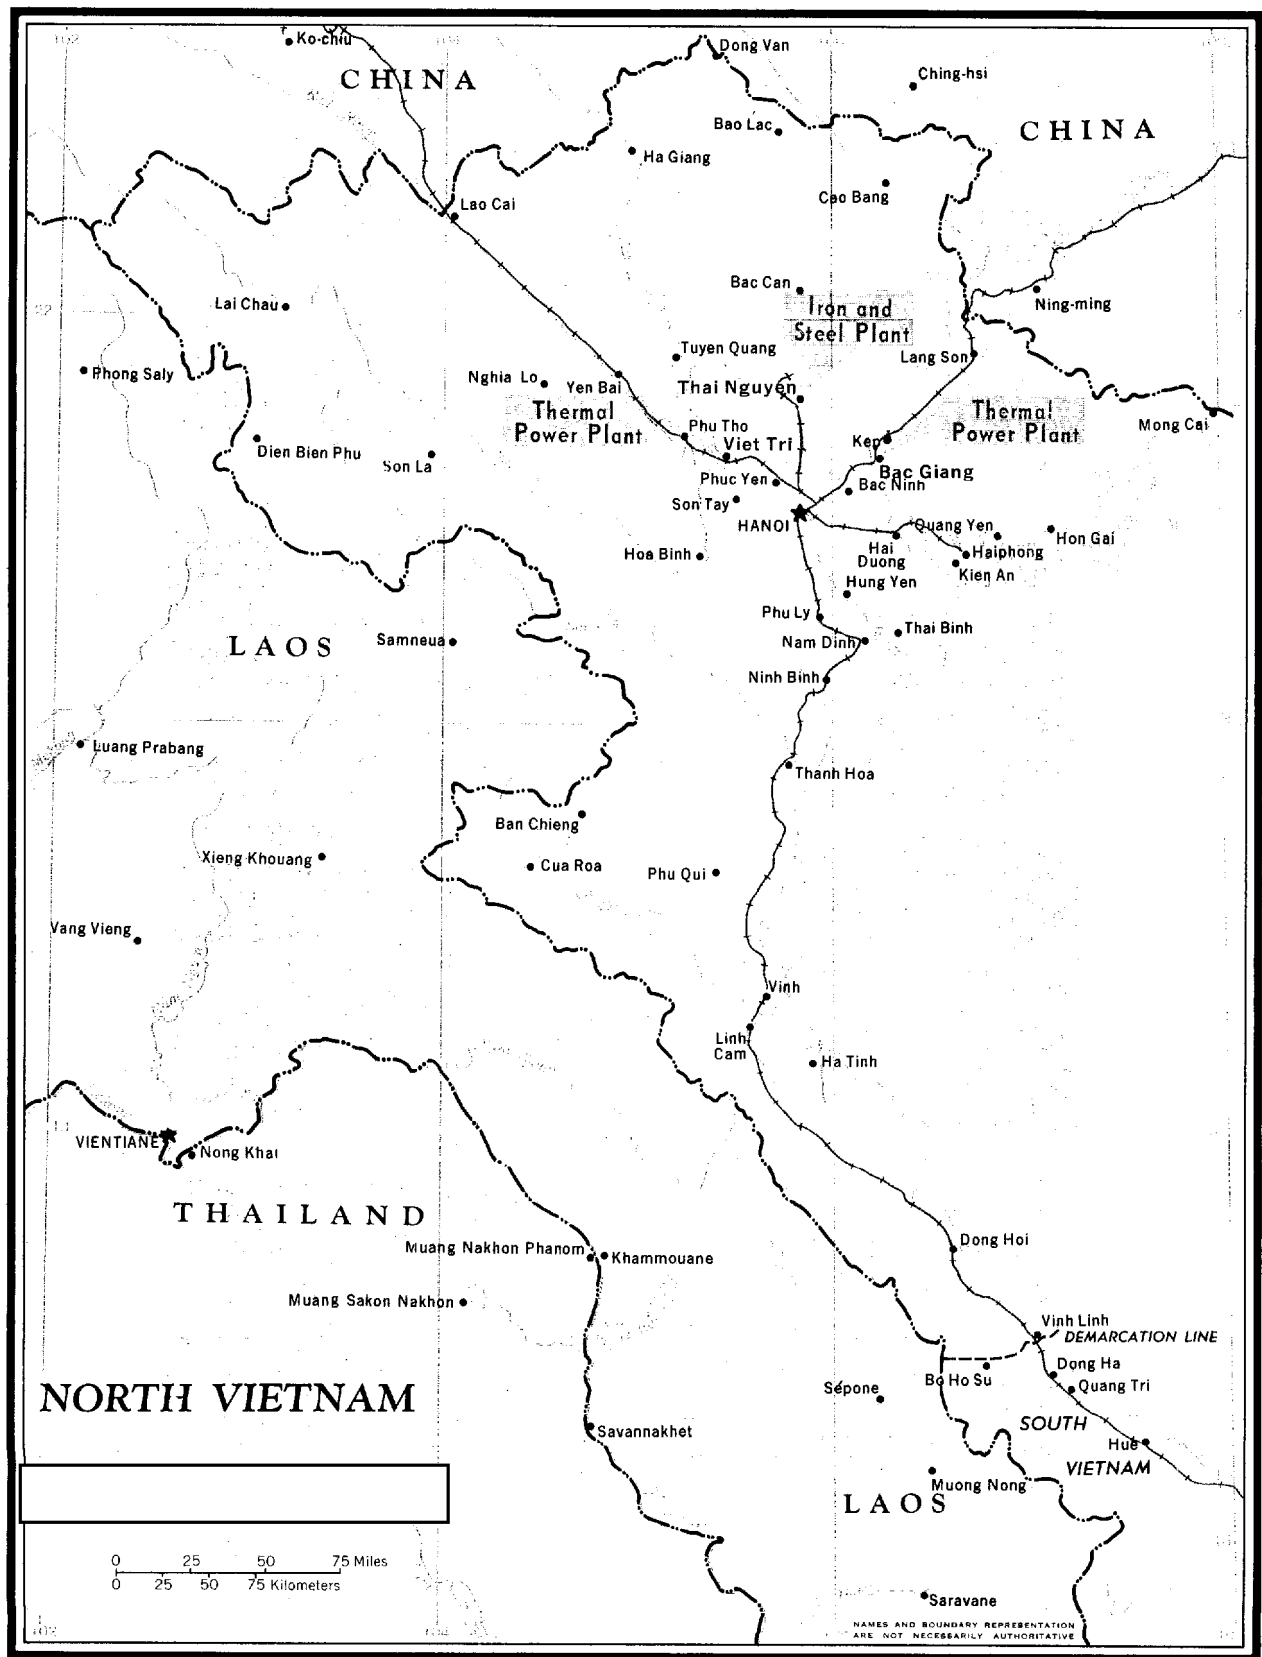 Ko-chiu
CHINA
Dong Van
Ching-hsi
Bao Lac
CHINA
Ha Giang
Cao Bang
Lao Cai
Bac Can
Lai Chau
Iron and
Steel Plant
Ning-ming
Tuyen Quang
Lang Son
Phong Saly
Nghia Lo
Yen Bai
Thai Nguyen
Thermal
Power Plant
Thermal
Power Plant
Mong Cai
Phu Tho
Viet Tri
Kep
Dien Bien Phu
Son La
Bac Giang
Phuc Yen
Bac Ninh
Son Tay
HANOI
Quang Yen
Hon Gai
Hoa Binh
Hai
Duong
Haiphong
Kien An
Hung Yen
Phu Ly
Thai Binh
LAOS
Samneua
Nam Dinh
Ninh Binh
Luang Prabang
Thanh Hoa
Ban Chieng
Xieng Khouang
Cua Roa
Phu Qui
Vang Vieng
Vinh
Linh
Cam
Ha Tinh
VIENTIANE
Nong Khai
THAILAND
Dong Hoi
Muang Nakhon Phanom
Khammouane
Muang Sakon Nakhon
Vinh Linh
DEMARCATION LINE
Dong Ha
Bo Ho Su
Quang Tri
Sépone
NORTH VIETNAM
SOUTH
VIETNAM
Savannakhet
Hue
Muong Nong
LAOS
0 25 50 75 Miles
0 25 50 75 Kilometers
Saravane
NAMES AND BOUNDARY REPRESENTATION
ARE NOT NECESSARILY AUTHORITATIVE